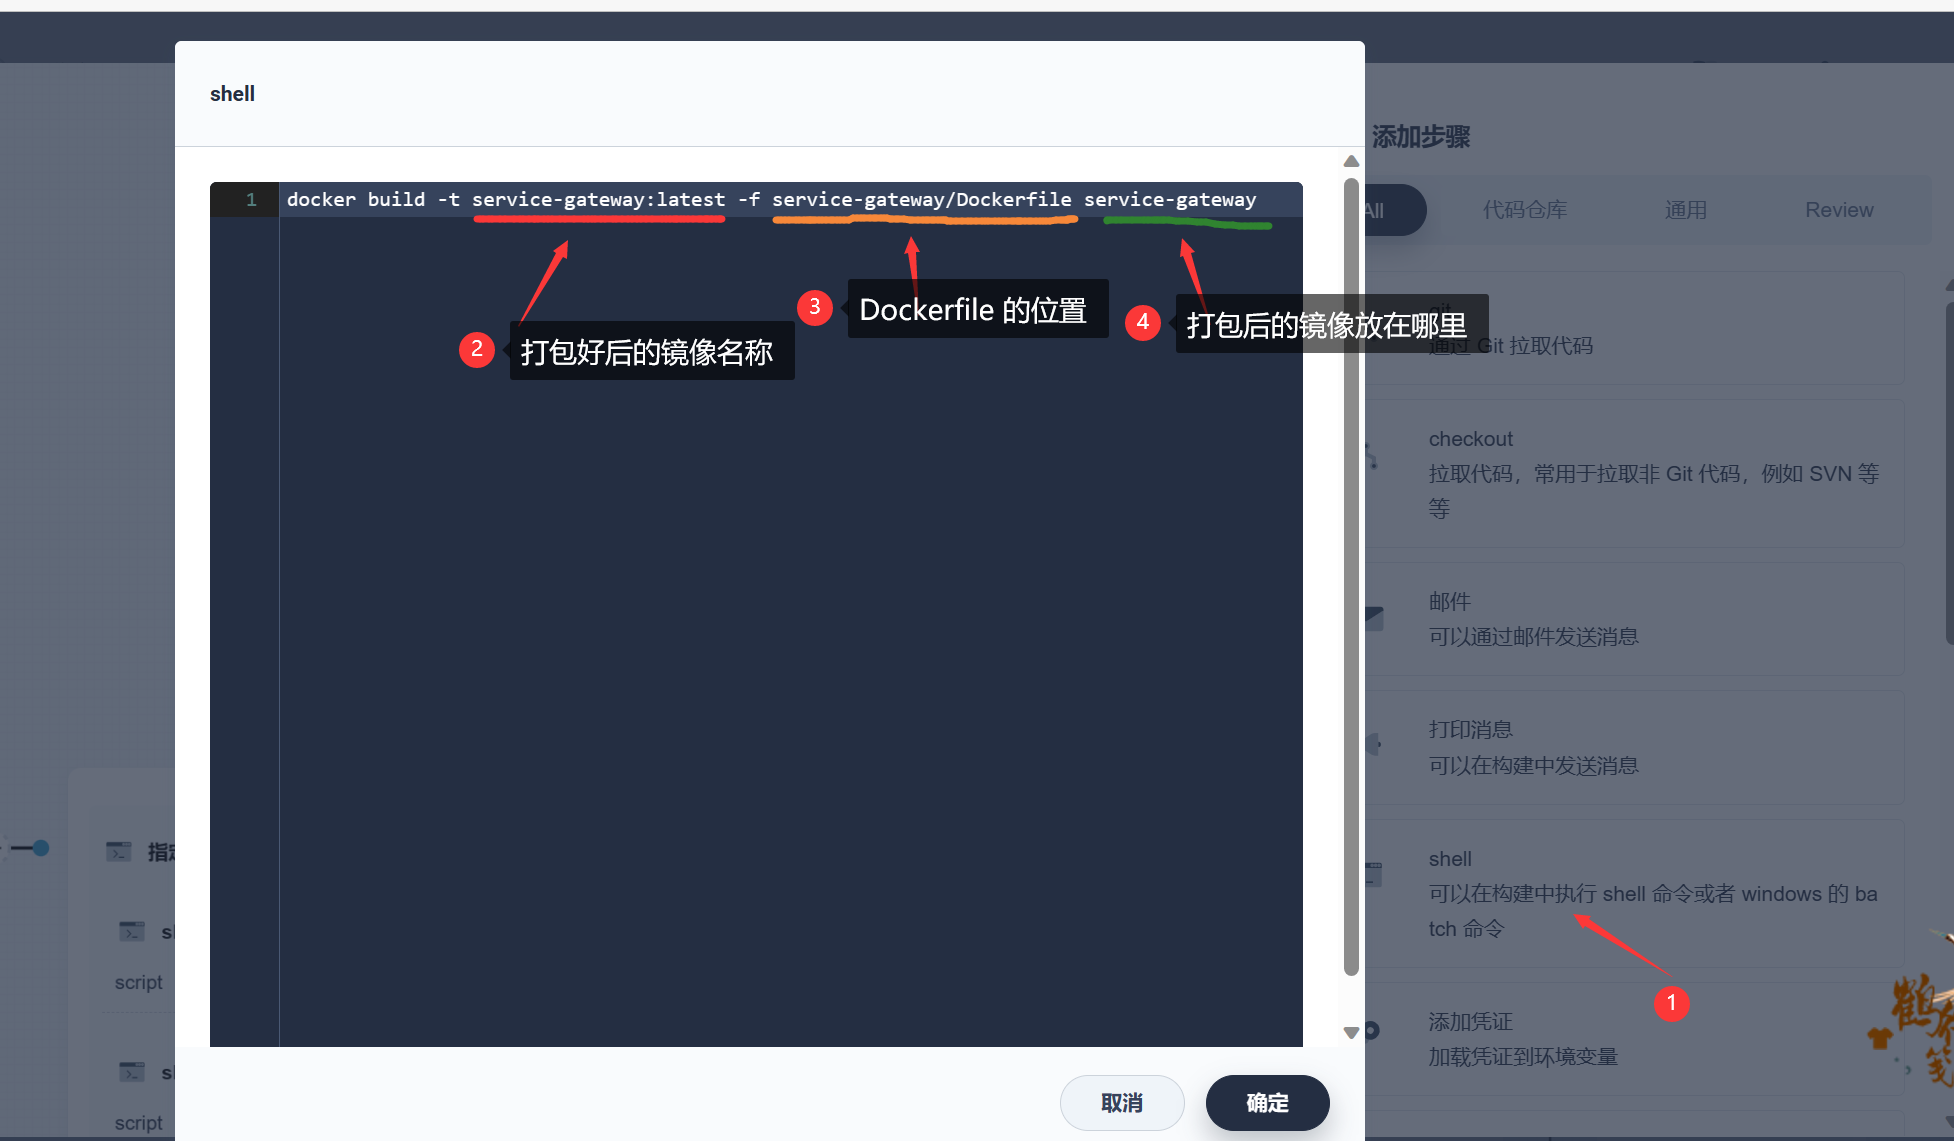 shell
1 docker build -t service-gateway:latest -f service-gateway/Dockerfile service-gateway
2 打包好后的镜像名称
3 Dockerfile 的位置
4 打包后的镜像放在哪里
添加步骤
All 代码仓库 通用 Review
git
通过 Git 拉取代码
checkout
拉取代码，常用于拉取非 Git 代码，例如 SVN 等
等
邮件
可以通过邮件发送消息
打印消息
可以在构建中发送消息
shell
可以在构建中执行 shell 命令或者 windows 的 ba
tch 命令
1
添加凭证
加载凭证到环境变量
指定
script
script
取消
确定